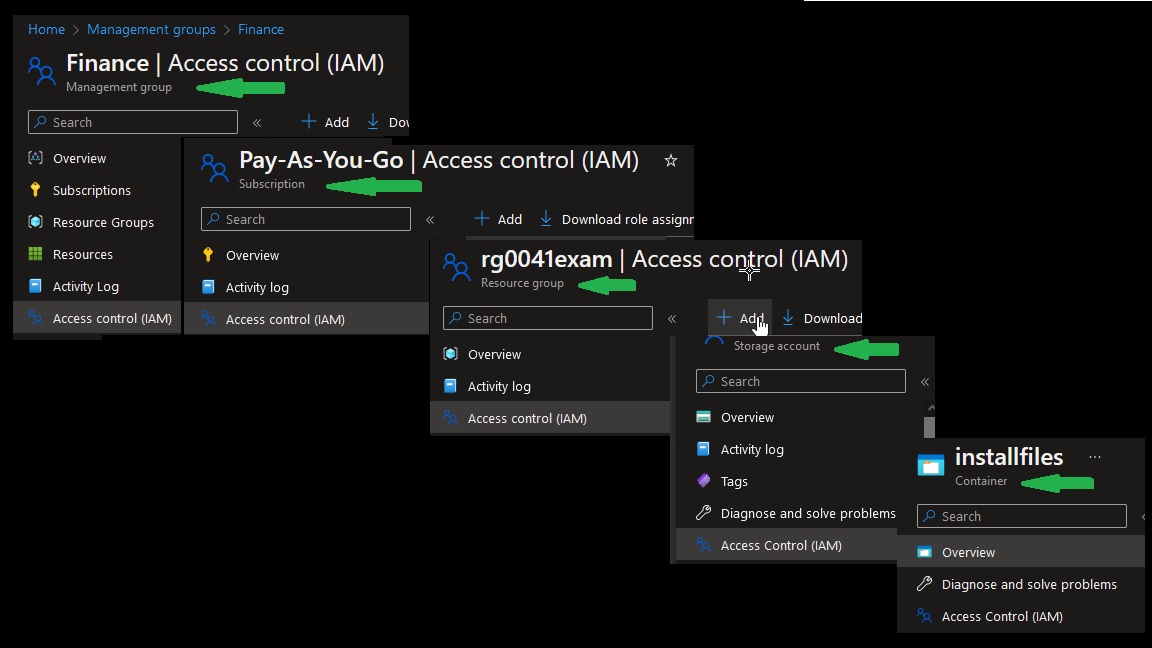 Home > Management groups > Finance
Finance | Access control (IAM)
Management group
Search
«
+ Add
Dov
Overview
Subscriptions
Resource Groups
Resources
Activity Log
Access control (IAM)
Pay-As-You-Go | Access control (IAM)
Subscription
Search
«
+ Add
Download role assignn
Overview
Activity log
Access control (IAM)
rg0041exam | Access control (IAM)
Resource group
Search
«
+ Add
Download
Overview
Activity log
Access control (IAM)
Storage account
Search
«
Overview
Activity log
Tags
Diagnose and solve problems
Access Control (IAM)
installfiles ...
Container
Search
Overview
Diagnose and solve problems
Access Control (IAM)